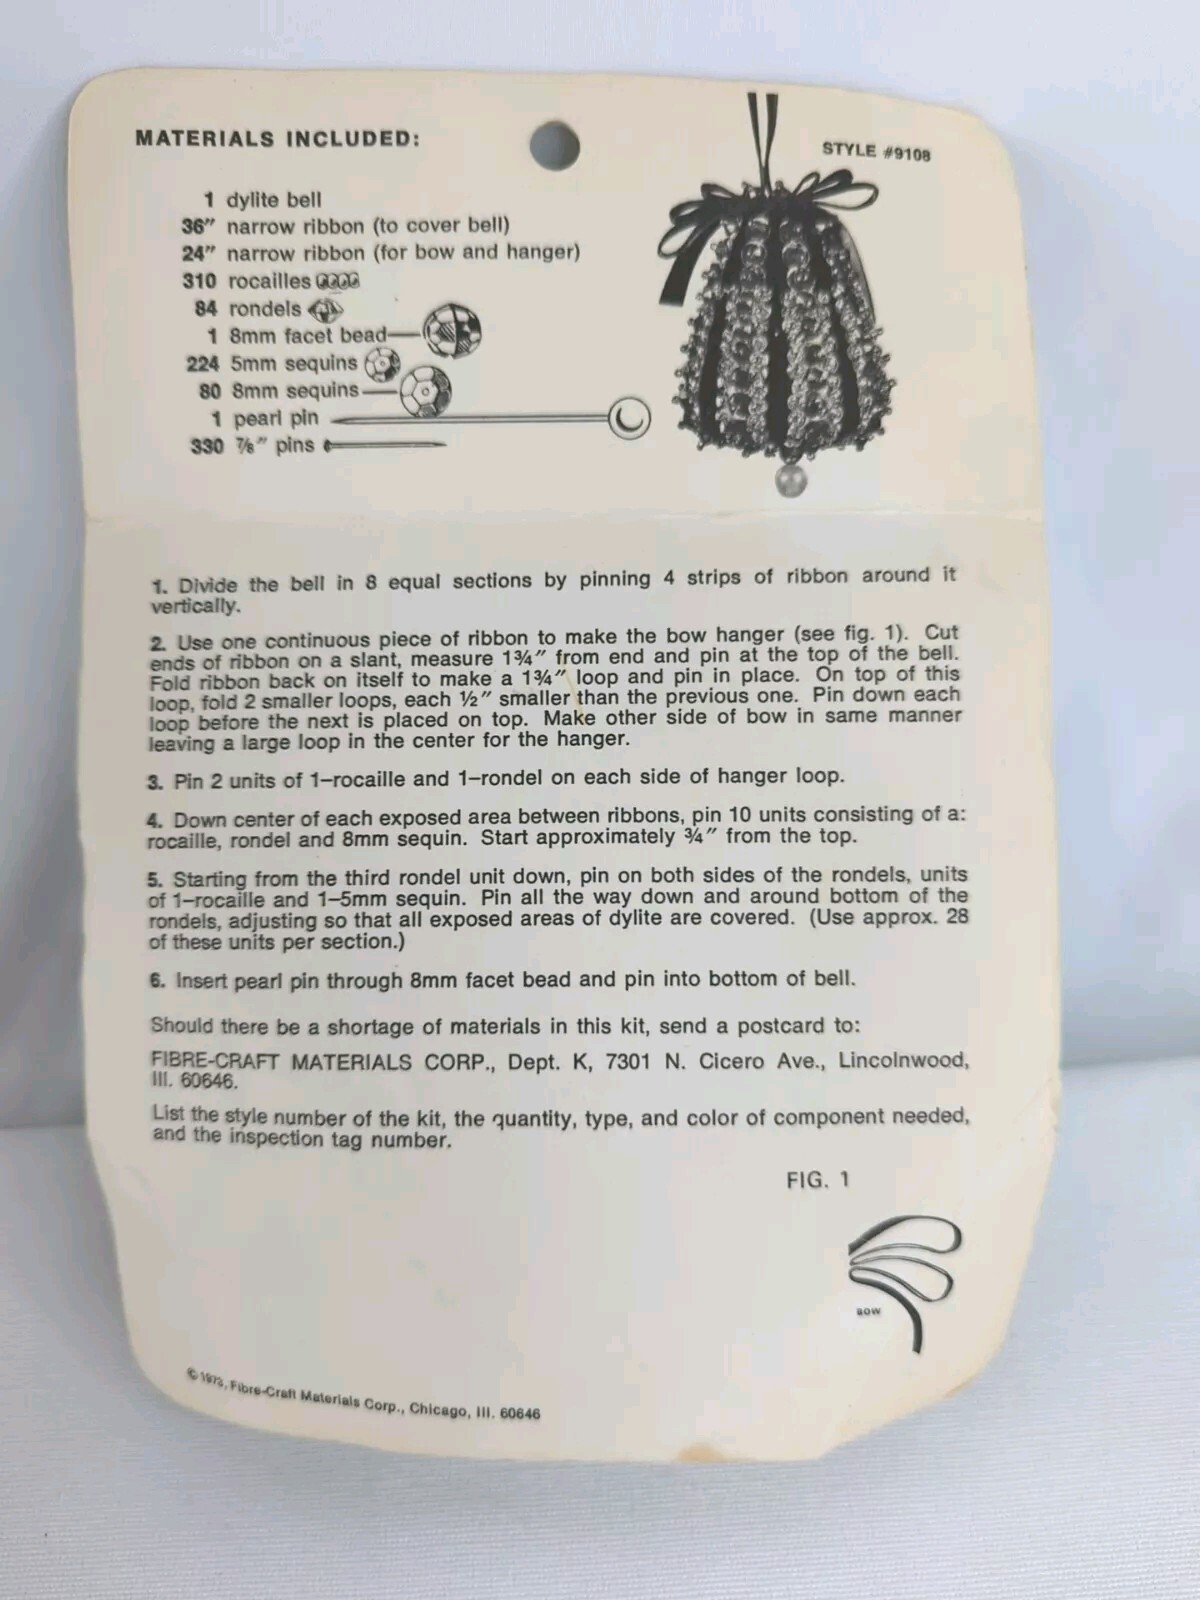 MATERIALS INCLUDED:
STYLE #9108
1 dylite bell
36" narrow ribbon (to cover bell)
24" narrow ribbon (for bow and hanger)
310 rocailles
84 rondels
1 8mm facet bead
224 5mm sequins
80 8mm sequins
1 pearl pin
330 ⅞" pins
1. Divide the bell in 8 equal sections by pinning 4 strips of ribbon around it
vertically.
2. Use one continuous piece of ribbon to make the bow hanger (see fig. 1). Cut
ends of ribbon on a slant, measure 1¾" from end and pin at the top of the bell.
Fold ribbon back on itself to make a 1¾" loop and pin in place. On top of this
loop, fold 2 smaller loops, each ½" smaller than the previous one. Pin down each
loop before the next is placed on top. Make other side of bow in same manner
leaving a large loop in the center for the hanger.
3. Pin 2 units of 1–rocaille and 1–rondel on each side of hanger loop.
4. Down center of each exposed area between ribbons, pin 10 units consisting of a:
rocaille, rondel and 8mm sequin. Start approximately ¾" from the top.
5. Starting from the third rondel unit down, pin on both sides of the rondels, units
of 1–rocaille and 1–5mm sequin. Pin all the way down and around bottom of the
rondels, adjusting so that all exposed areas of dylite are covered. (Use approx. 28
of these units per section.)
6. Insert pearl pin through 8mm facet bead and pin into bottom of bell.
Should there be a shortage of materials in this kit, send a postcard to:
FIBRE-CRAFT MATERIALS CORP., Dept. K, 7301 N. Cicero Ave., Lincolnwood,
Ill. 60646.
List the style number of the kit, the quantity, type, and color of component needed,
and the inspection tag number.
FIG. 1
BOW
© 1973, Fibre-Craft Materials Corp., Chicago, Ill. 60646